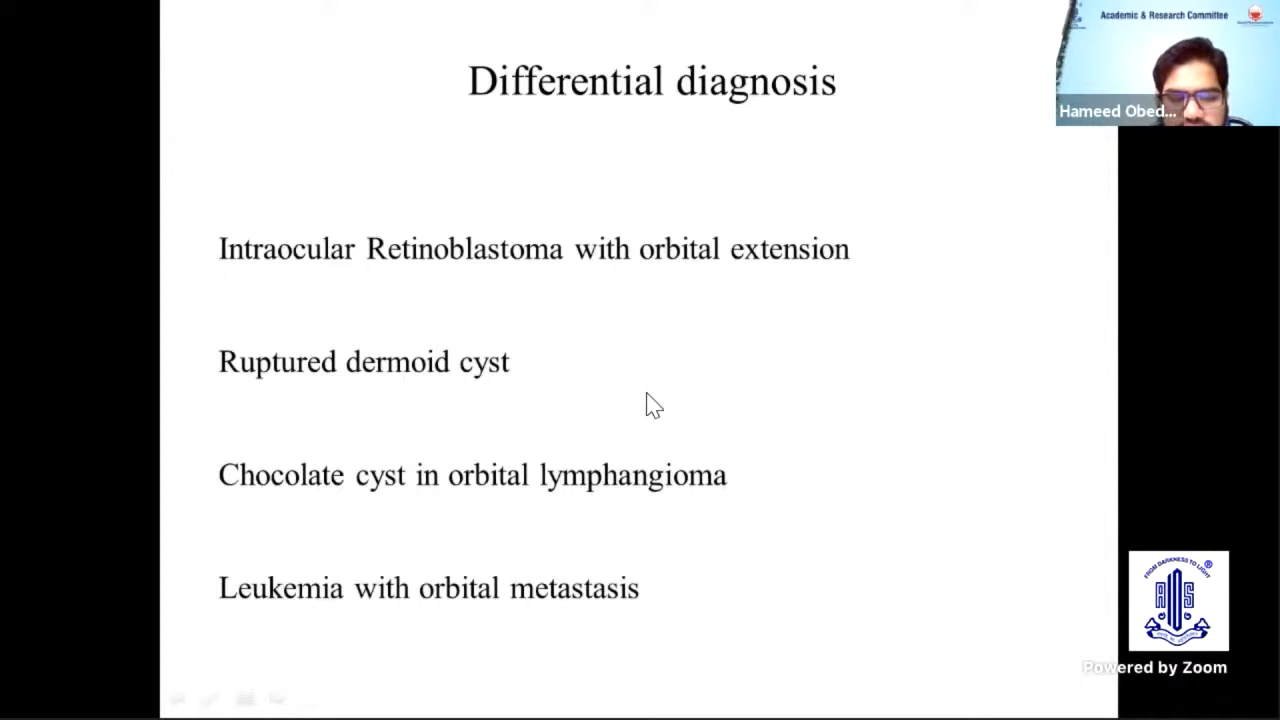 Academic & Research Committee
Hameed Obed...
Differential diagnosis
Intraocular Retinoblastoma with orbital extension
Ruptured dermoid cyst
Chocolate cyst in orbital lymphangioma
Leukemia with orbital metastasis
FROM DARKNESS TO LIGHT
®
AIOS
Powered by Zoom